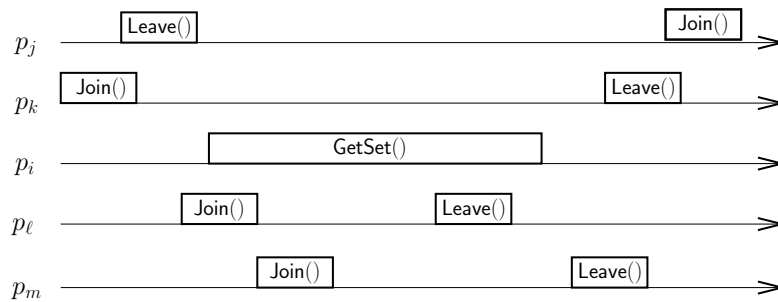 p_j Leave() Join()
p_k Join() Leave()
p_i GetSet()
p_ℓ Join() Leave()
p_m Join() Leave()